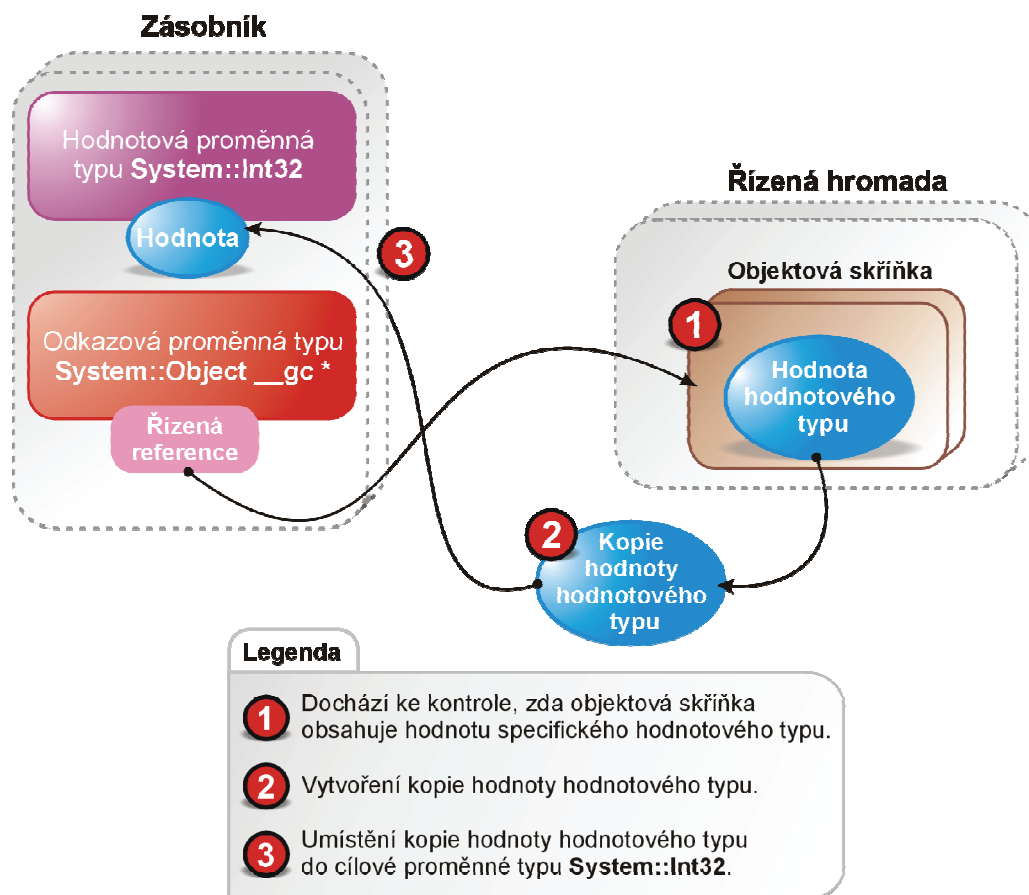 Zásobník
Hodnotová proměnná
typu System::Int32
Hodnota
3
Odkazová proměnná typu
System::Object __gc *
Řízená
reference
Řízená hromada
Objektová skříňka
1
Hodnota
hodnotového
typu
2
Kopie
hodnoty
hodnotového
typu
Legenda
1 Dochází ke kontrole, zda objektová skříňka
obsahuje hodnotu specifického hodnotového typu.
2 Vytvoření kopie hodnoty hodnotového typu.
3 Umístění kopie hodnoty hodnotového typu
do cílové proměnné typu System::Int32.